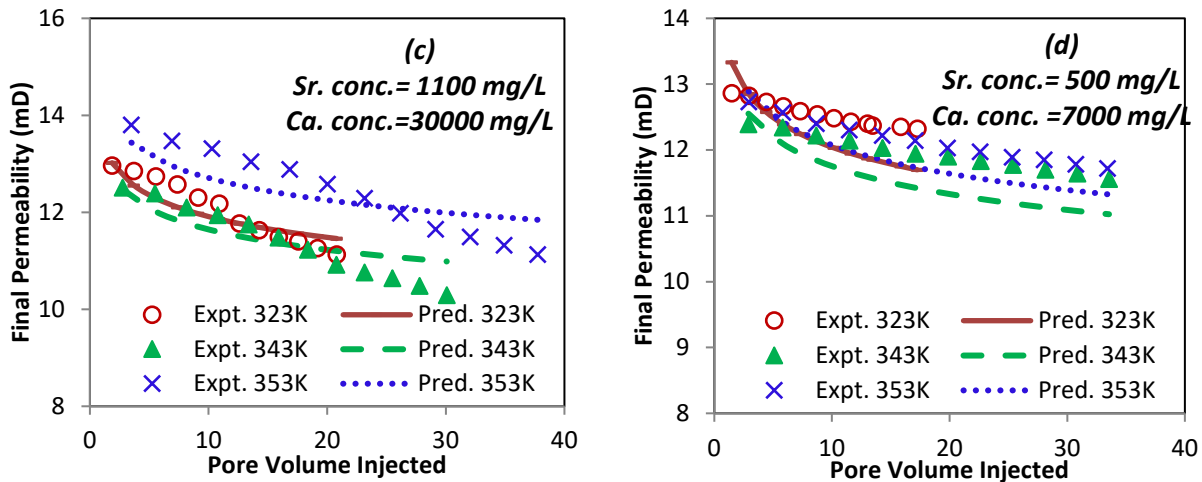 16
14
12
10
8
0
10
20
30
40
Final Permeability (mD)
Pore Volume Injected
(c)
Sr. conc.= 1100 mg/L
Ca. conc.=30000 mg/L
Expt. 323K
Pred. 323K
Expt. 343K
Pred. 343K
Expt. 353K
Pred. 353K
14
13
12
11
10
9
8
0
10
20
30
40
Final Permeability (mD)
Pore Volume Injected
(d)
Sr. conc.= 500 mg/L
Ca. conc.=7000 mg/L
Expt. 323K
Pred. 323K
Expt. 343K
Pred. 343K
Expt. 353K
Pred. 353K